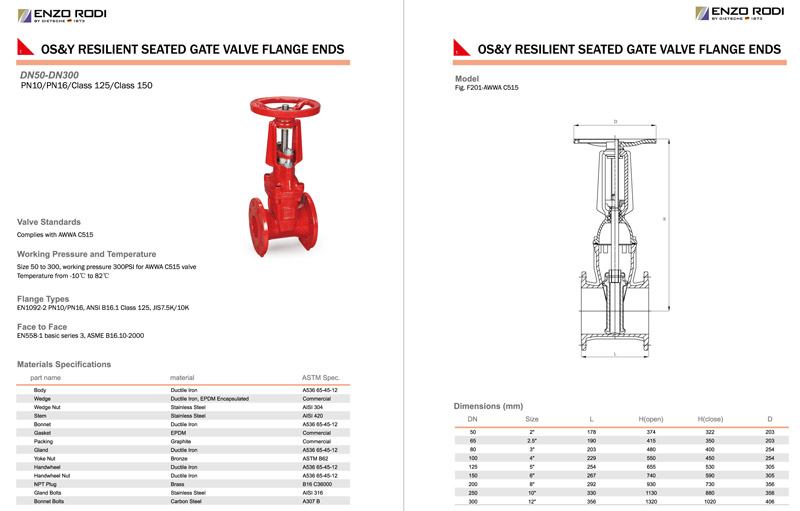 ENZO RODI
BY DIETSCHE 1873
OS&Y RESILIENT SEATED GATE VALVE FLANGE ENDS
DN50-DN300
PN10/PN16/Class 125/Class 150
Valve Standards
Complies with AWWA C515
Working Pressure and Temperature
Size 50 to 300, working pressure 300PSI for AWWA C515 valve
Temperature from -10℃ to 82℃
Flange Types
EN1092-2 PN10/PN16, ANSI B16.1 Class 125, JIS7.5K/10K
Face to Face
EN558-1 basic series 3, ASME B16.10-2000
Materials Specifications
part name material ASTM Spec.
Body Ductile Iron A536 65-45-12
Wedge Ductile Iron, EPDM Encapsulated Commercial
Wedge Nut Stainless Steel AISI 304
Stem Stainless Steel AISI 420
Bonnet Ductile Iron A536 65-45-12
Gasket EPDM Commercial
Packing Graphite Commercial
Gland Ductile Iron A536 65-45-12
Yoke Nut Bronze ASTM B62
Handwheel Ductile Iron A536 65-45-12
Handwheel Nut Ductile Iron A536 65-45-12
NPT Plug Brass B16 C36000
Gland Bolts Stainless Steel AISI 316
Bonnet Bolts Carbon Steel A307 B
ENZO RODI
BY DIETSCHE 1873
OS&Y RESILIENT SEATED GATE VALVE FLANGE ENDS
Model
Fig. F201-AWWA C515
D
H
L
Dimensions (mm)
DN Size L H(open) H(close) D
50 2" 178 374 322 203
65 2.5" 190 415 350 203
80 3" 203 480 400 254
100 4" 229 550 450 254
125 5" 254 655 530 305
150 6" 267 740 590 305
200 8" 292 930 730 356
250 10" 330 1130 880 356
300 12" 356 1320 1020 406